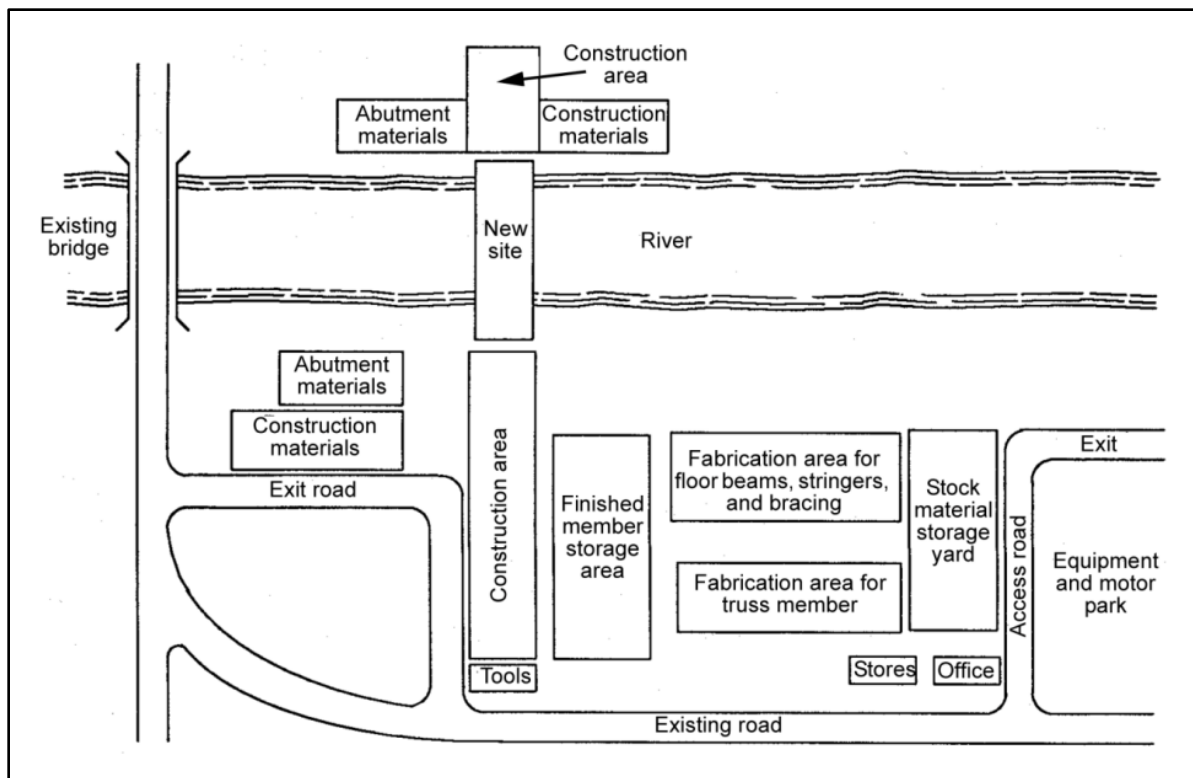 Construction
area
Abutment
materials
Construction
materials
Existing
bridge
New
site
River
Abutment
materials
Construction
materials
Exit road
Construction area
Finished
member
storage
area
Fabrication area for
floor beams, stringers,
and bracing
Fabrication area for
truss member
Stock
material
storage
yard
Exit
Access road
Equipment
and motor
park
Tools
Stores
Office
Existing road